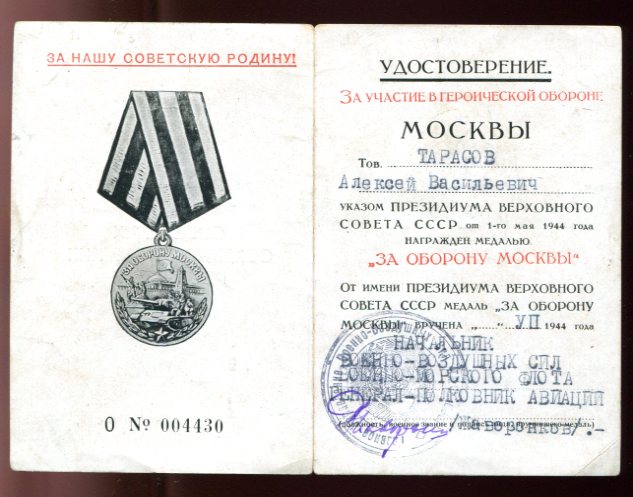 ЗА НАШУ СОВЕТСКУЮ РОДИНУ!
ЗА ОБОРОНУ МОСКВЫ
О № 004430
УДОСТОВЕРЕНИЕ.
ЗА УЧАСТИЕ В ГЕРОИЧЕСКОЙ ОБОРОНЕ
МОСКВЫ
Тов. ТАРАСОВ
Алексей Васильевич
УКАЗОМ ПРЕЗИДИУМА ВЕРХОВНОГО
СОВЕТА СССР от 1-го мая 1944 года
НАГРАЖДЕН МЕДАЛЬЮ
„ЗА ОБОРОНУ МОСКВЫ"
ОТ ИМЕНИ ПРЕЗИДИУМА ВЕРХОВНОГО
СОВЕТА СССР МЕДАЛЬ „ЗА ОБОРОНУ
МОСКВЫ" ВРУЧЕНА „......" УП 1944 года
НАЧАЛЬНИК
ВОЕННО-ВОЗДУШНЫХ СИЛ
ВОЕННО-МОРСКОГО ФЛОТА
ГЕНЕРАЛ-ПОЛКОВНИК АВИАЦИИ
/Жаворонков/.-